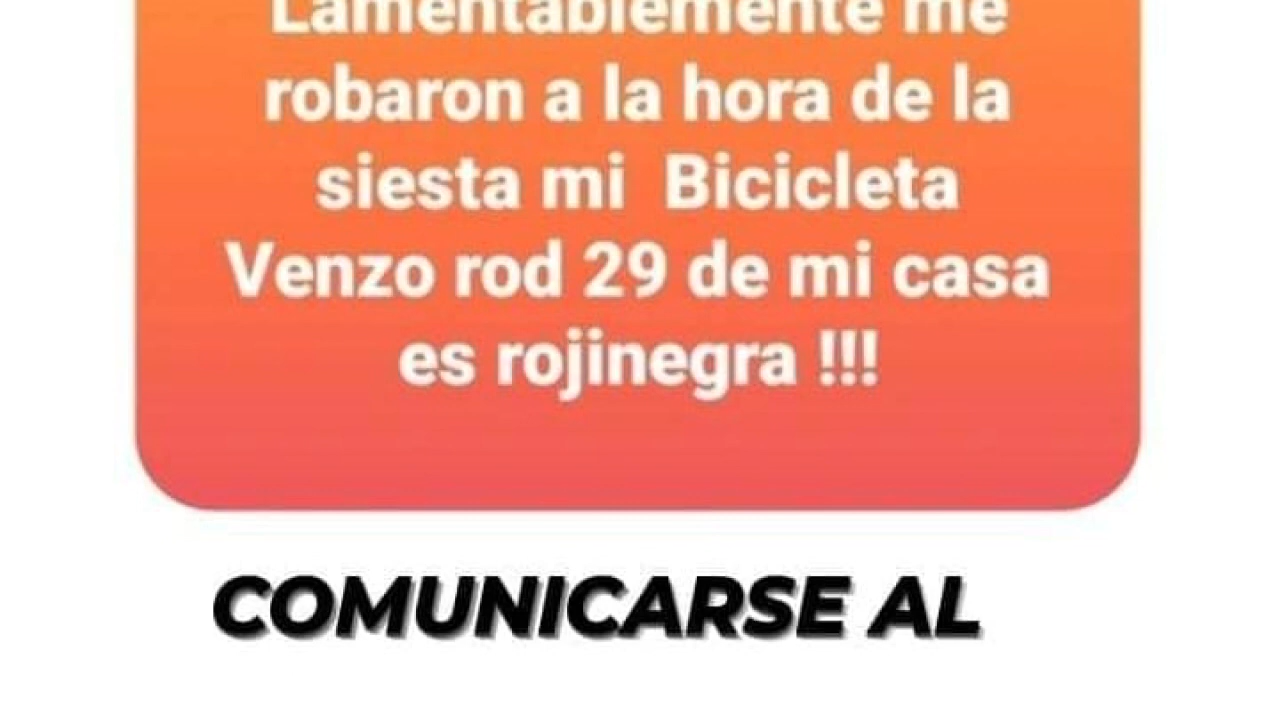 Lamentablemente me
robaron a la hora de la
siesta mi Bicicleta
Venzo rod 29 de mi casa
es rojinegra !!!
COMUNICARSE AL